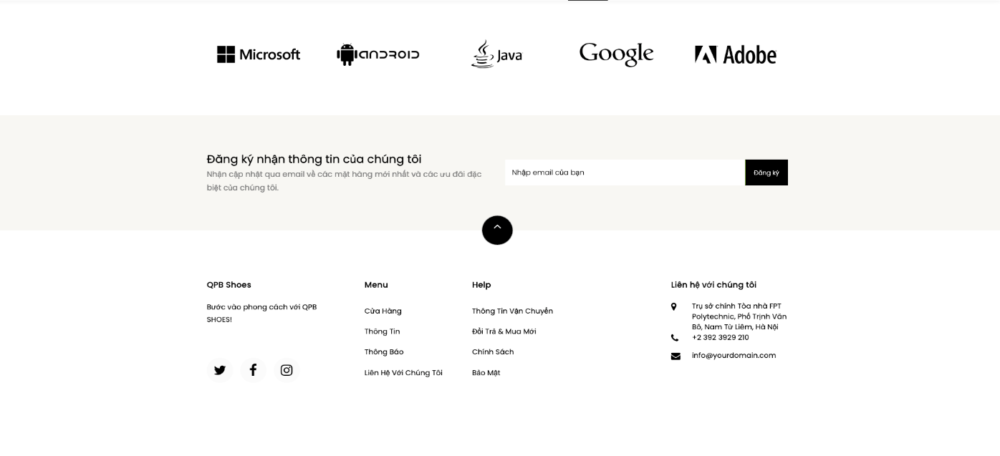 Microsoft
android
Java
Google
Adobe
Đăng ký nhận thông tin của chúng tôi
Nhận cập nhật qua email về các mặt hàng mới nhất và các ưu đãi đặc
biệt của chúng tôi.
Nhập email của bạn
Đăng ký
QPB Shoes
Bước vào phong cách với QPB
SHOES!
Menu
Cửa Hàng
Thông Tin
Thông Báo
Liên Hệ Với Chúng Tôi
Help
Thông Tin Vận Chuyển
Đổi Trả & Mua Mới
Chính Sách
Bảo Mật
Liên hệ với chúng tôi
Trụ sở chính Tòa nhà FPT
Polytechnic, Phố Trịnh Văn
Bô, Nam Từ Liêm, Hà Nội
+2 392 3929 210
info@yourdomain.com